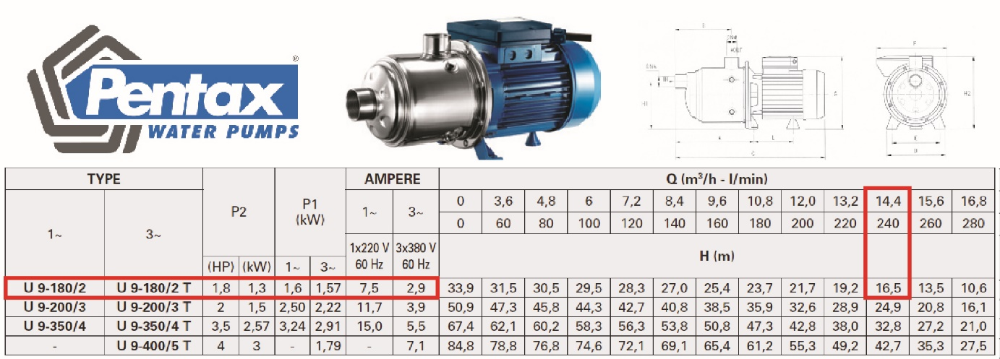 Pentax®
WATER PUMPS
TYPE P2 P1 (kW) AMPERE Q (m³/h - l/min)
1~ 3~ 1~ 3~ 0 3,6 4,8 6 7,2 8,4 9,6 10,8 12,0 13,2 14,4 15,6 16,8
0 60 80 100 120 140 160 180 200 220 240 260 280
(HP) (kW) 1~ 3~ 1x220 V 60 Hz 3x380 V 60 Hz H (m)
U 9-180/2 U 9-180/2 T 1,8 1,3 1,6 1,57 7,5 2,9 33,9 31,5 30,5 29,5 28,3 27,0 25,4 23,7 21,7 19,2 16,5 13,5 10,6
U 9-200/3 U 9-200/3 T 2 1,5 2,50 2,22 11,7 3,9 50,9 47,3 45,8 44,3 42,7 40,8 38,5 35,9 32,6 28,9 24,9 20,8 16,1
U 9-350/4 U 9-350/4 T 3,5 2,57 3,24 2,91 15,0 5,5 67,4 62,1 60,2 58,3 56,3 53,8 50,8 47,3 42,8 38,0 32,8 27,2 21,0
- U 9-400/5 T 4 3 - 1,79 - 7,1 84,8 78,8 76,8 74,6 72,1 69,1 65,4 61,2 55,3 49,2 42,7 35,3 27,5